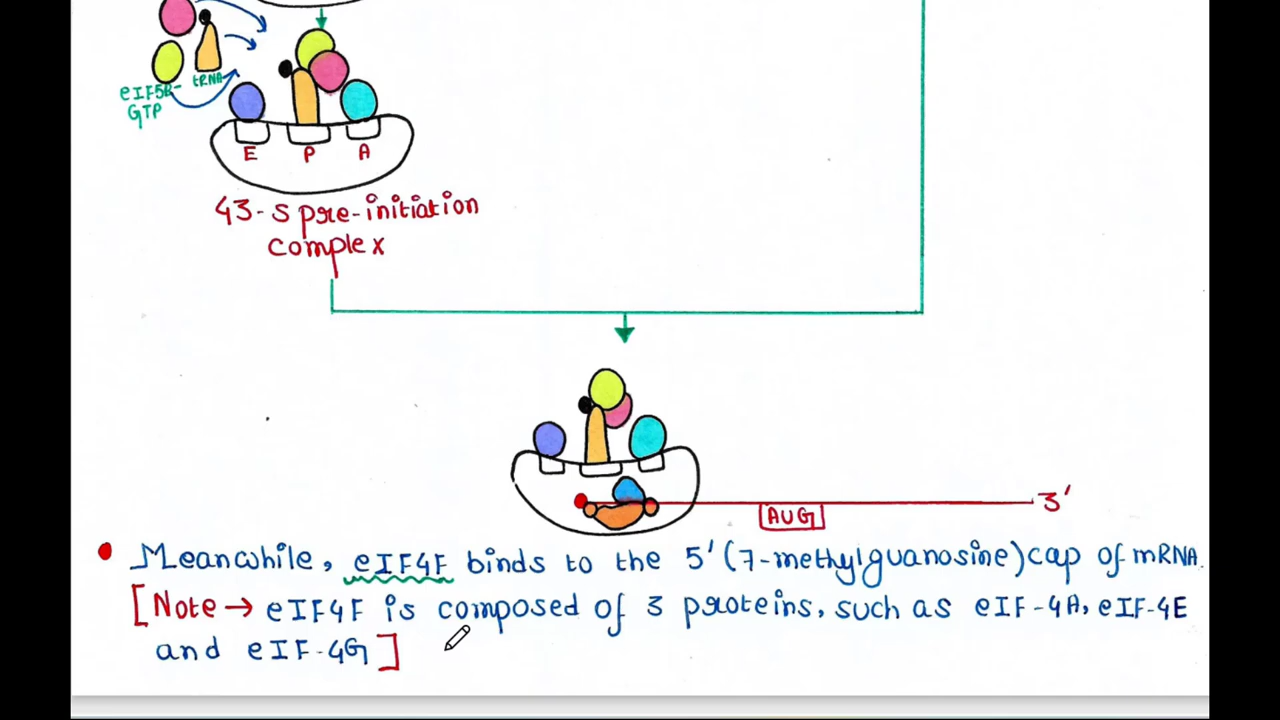 eIF5B-
GTP
tRNA
E P A
43-S pre-initiation
complex
3'
AUG
Meanwhile, eIF4F binds to the 5' (7-methylguanosine) cap of mRNA.
[Note → eIF4F is composed of 3 proteins, such as eIF-4A, eIF-4E
and eIF-4G]